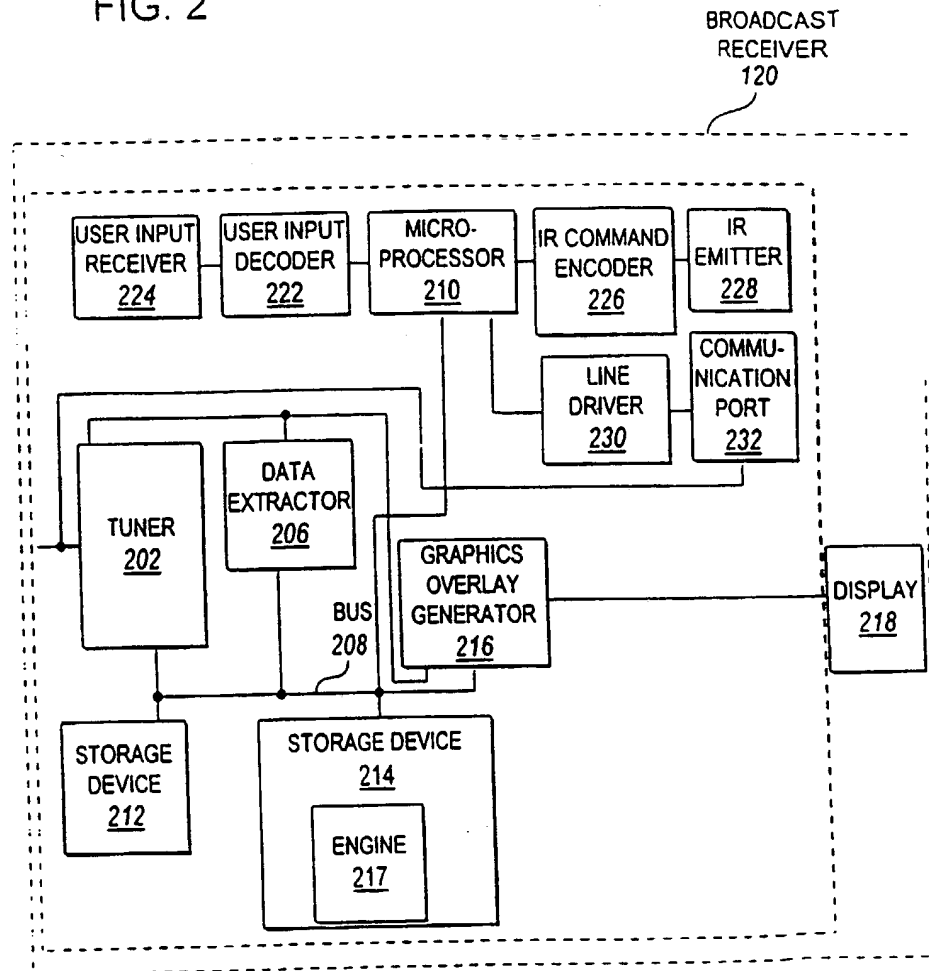 FIG. 2
BROADCAST
RECEIVER
120
USER INPUT
RECEIVER
224
USER INPUT
DECODER
222
MICRO-
PROCESSOR
210
IR COMMAND
ENCODER
226
IR
EMITTER
228
LINE
DRIVER
230
COMMU-
NICATION
PORT
232
TUNER
202
DATA
EXTRACTOR
206
GRAPHICS
OVERLAY
GENERATOR
216
DISPLAY
218
BUS
208
STORAGE
DEVICE
212
STORAGE DEVICE
214
ENGINE
217